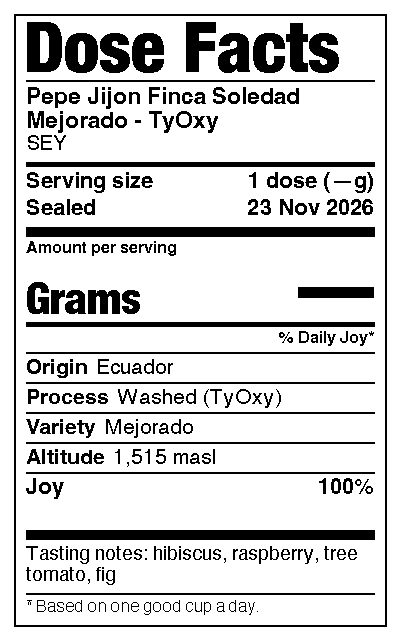 Dose Facts
Pepe Jijon Finca Soledad
Mejorado - TyOxy
SEY
Serving size 1 dose (—g)
Sealed 23 Nov 2026
Amount per serving
Grams —
% Daily Joy*
Origin Ecuador
Process Washed (TyOxy)
Variety Mejorado
Altitude 1,515 masl
Joy 100%
Tasting notes: hibiscus, raspberry, tree
tomato, fig
* Based on one good cup a day.